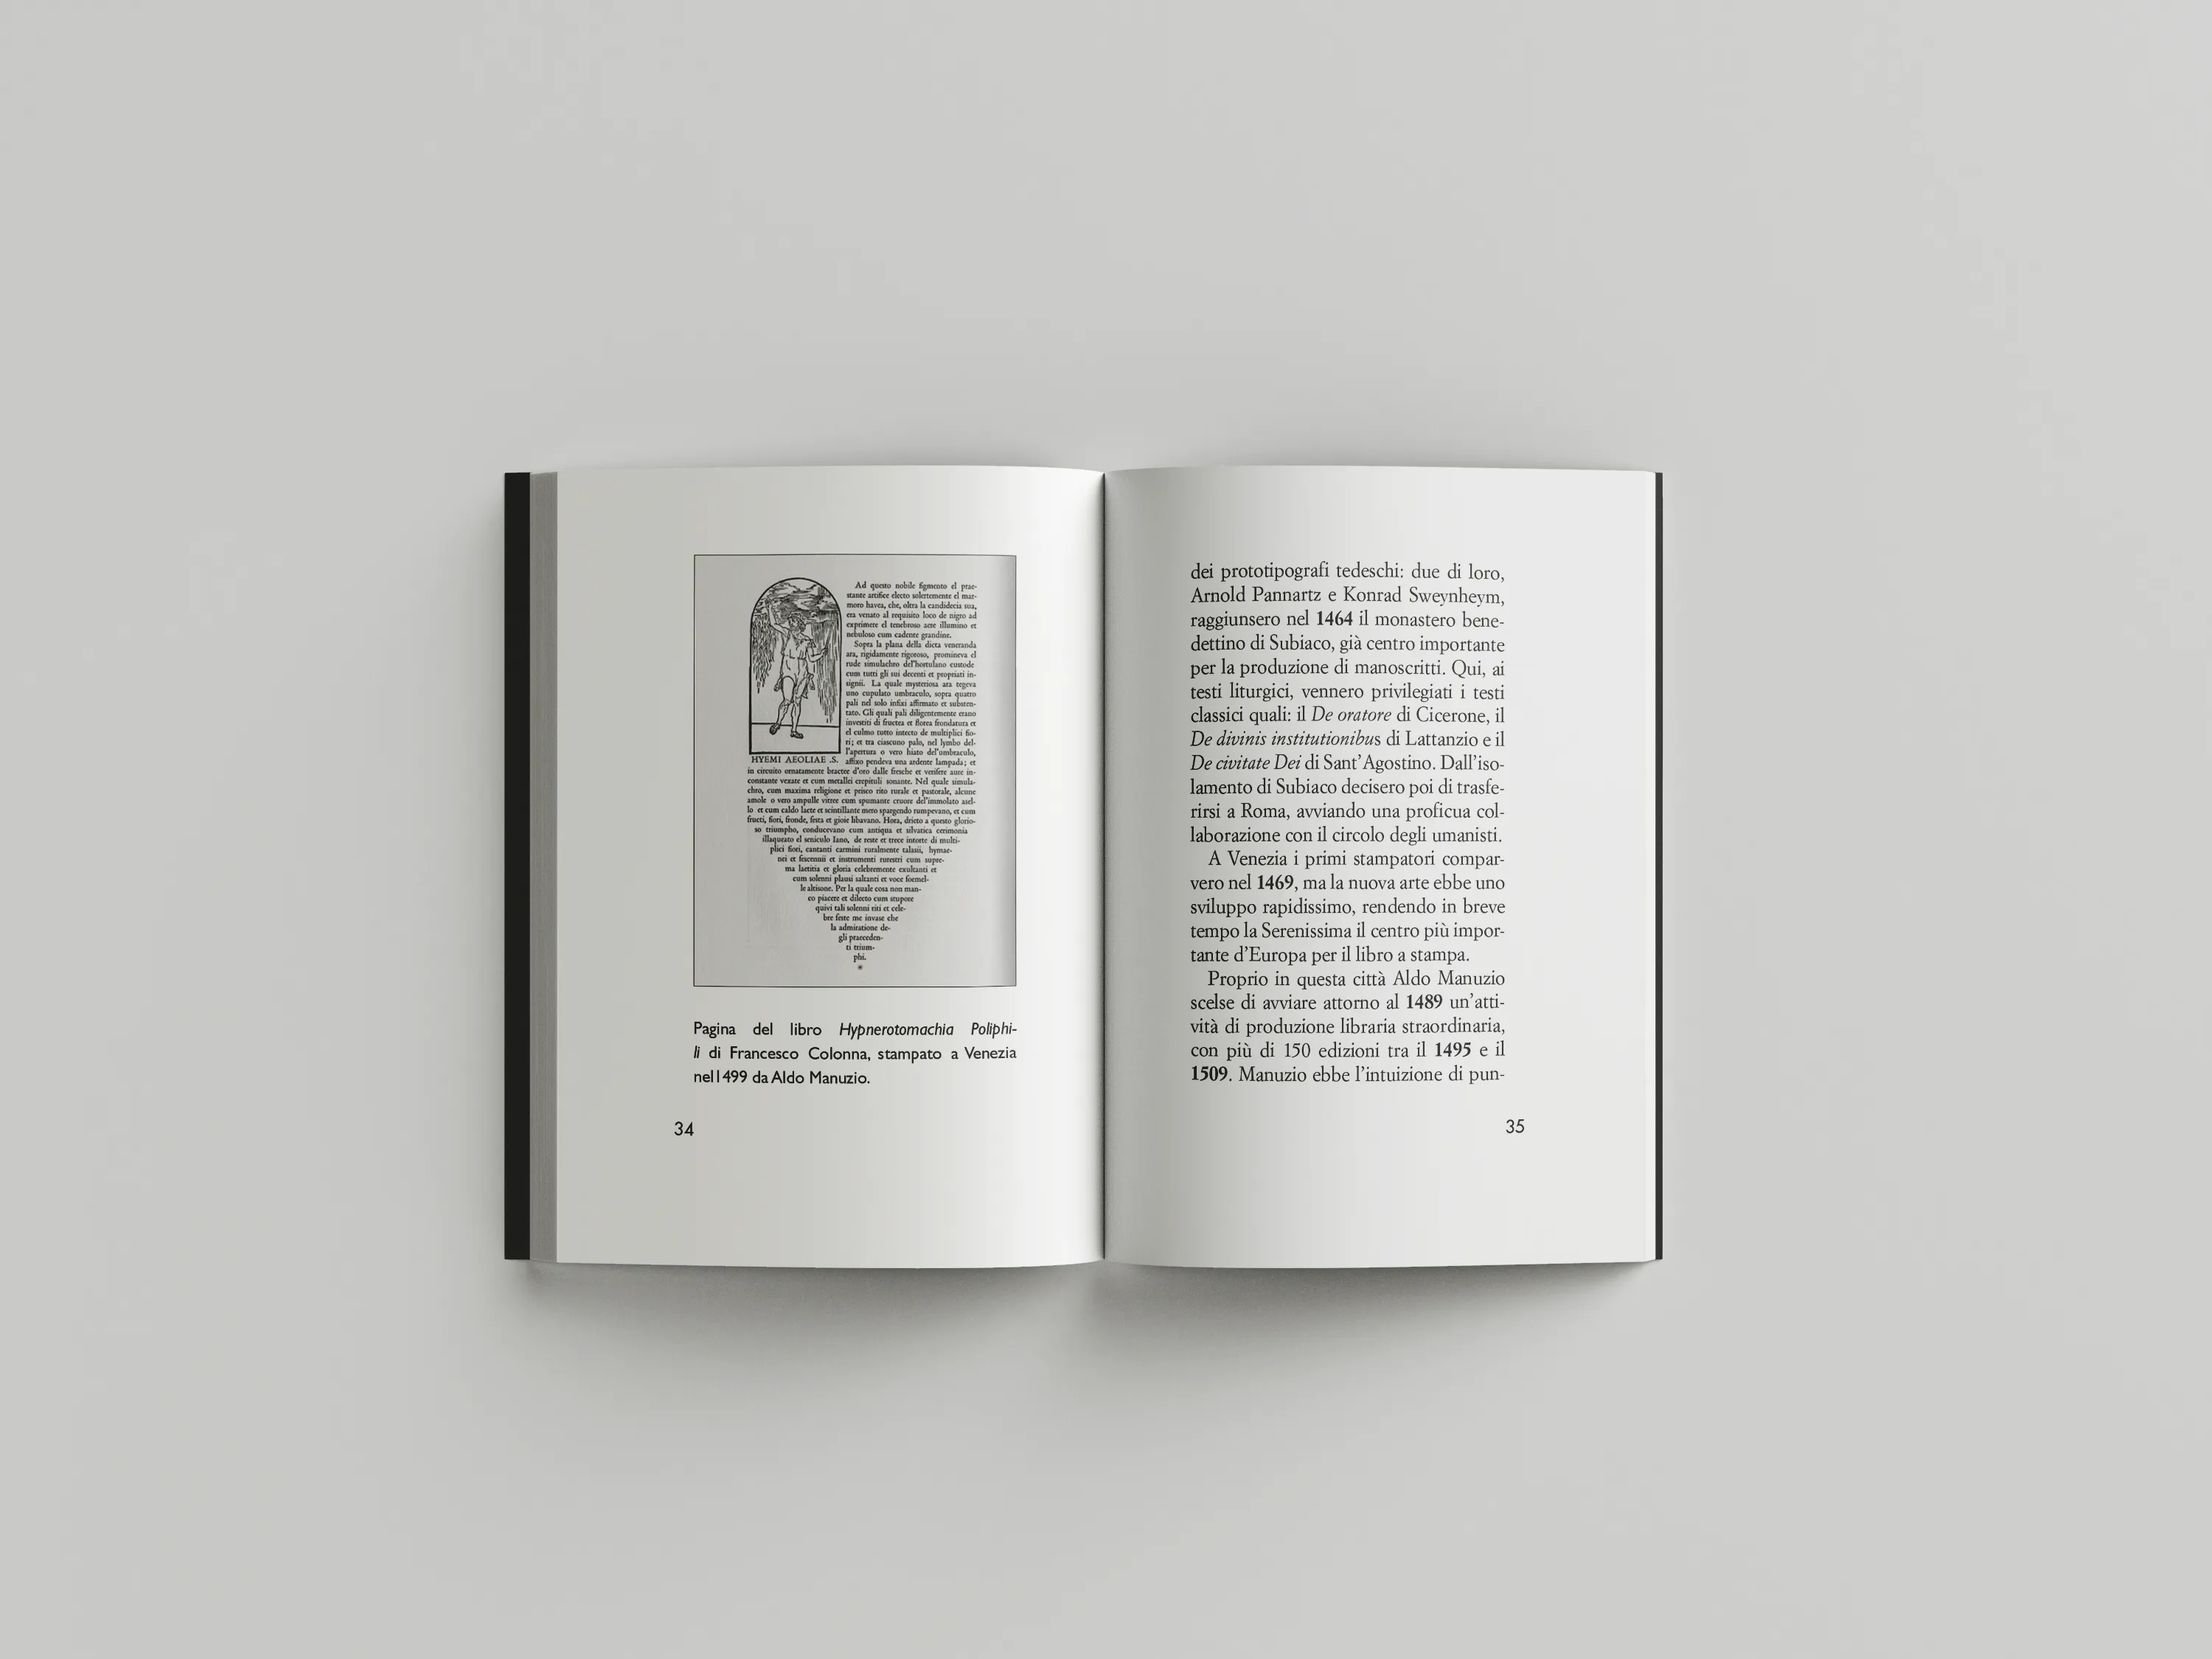 Ad questo nobile figmento el prae-
stante artifice electo solertemente el mar-
moro havea, che, oltra la candidecia sua,
era venato al requisito loco de nigro ad
exprimere el tenebroso aere illumino et
nebuloso cum cadente grandine.
Sopra la plana della dicta veneranda
ara, rigidamente rigoroso, promineva el
rude simulachro del'hortulano custode
cum tutti gli sui decenti et propriati in-
signii. La quale mysteriosa ara tegeva
uno cupulato umbraculo, sopra quatro
pali nel solo infixi affirmato et substen-
tato. Gli quali pali diligentemente erano
investiti di fructea et florea frondatura et
el culmo tutto intecto de multiplici fio-
ri; et tra ciascuno palo, nel lymbo del-
l'apertura o vero hiato del'umbraculo,
HYEMI AEOLIAE .S.
affixo pendeva una ardente lampada; et
in circuito ornatamente bractee d'oro dalle fresche et verifere aure in-
constante vexate et cum metallei crepituli sonante. Nel quale simula-
chro, cum maxima religione et prisco rito rurale et pastorale, alcune
amole o vero ampulle vitree cum spumante cruore del'immolato asel-
lo et cum caldo lacte et scintillante mero spargendo rumpevano, et cum
fructi, fiori, fronde, festa et gioie libavano. Hora, drieto a questo glorio-
so triumpho, conducevano cum antiqua et silvatica cerimonia
illaqueato el seniculo Iano, de reste et trece intorte di multi-
plici fiori, cantanti carmini ruralmente talasii, hymae-
nei et fescennii et instrumenti rurestri cum supre-
ma laetitia et gloria celebremente exultanti et
cum solenni plausi saltanti et voce foemel-
le altisone. Per la quale cosa non man-
co piacere et dilecto cum stupore
quivi tali solenni riti et cele-
bre feste me invase che
la admiratione de-
gli praeceden-
ti trium-
phi.
*
Pagina del libro Hypnerotomachia Poliphi-
li di Francesco Colonna, stampato a Venezia
nel1499 da Aldo Manuzio.
34
dei prototipografi tedeschi: due di loro,
Arnold Pannartz e Konrad Sweynheym,
raggiunsero nel 1464 il monastero bene-
dettino di Subiaco, già centro importante
per la produzione di manoscritti. Qui, ai
testi liturgici, vennero privilegiati i testi
classici quali: il De oratore di Cicerone, il
De divinis institutionibus di Lattanzio e il
De civitate Dei di Sant'Agostino. Dall'iso-
lamento di Subiaco decisero poi di trasfe-
rirsi a Roma, avviando una proficua col-
laborazione con il circolo degli umanisti.
A Venezia i primi stampatori compar-
vero nel 1469, ma la nuova arte ebbe uno
sviluppo rapidissimo, rendendo in breve
tempo la Serenissima il centro più impor-
tante d'Europa per il libro a stampa.
Proprio in questa città Aldo Manuzio
scelse di avviare attorno al 1489 un'atti-
vità di produzione libraria straordinaria,
con più di 150 edizioni tra il 1495 e il
1509. Manuzio ebbe l'intuizione di pun-
35